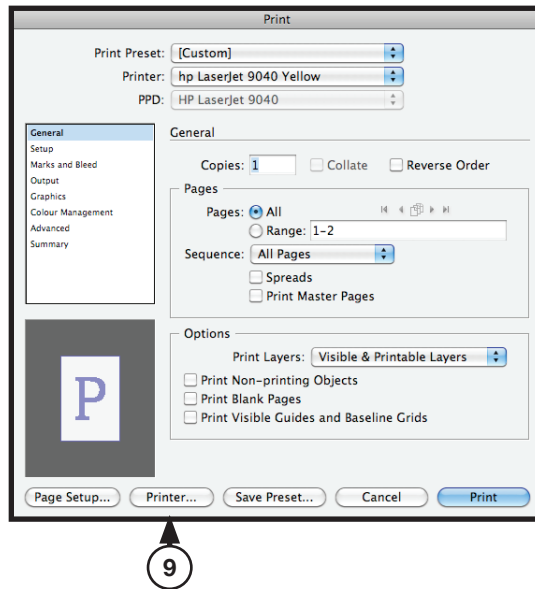 Print
Print Preset: [Custom]
Printer: hp LaserJet 9040 Yellow
PPD: HP LaserJet 9040
General
Setup
Marks and Bleed
Output
Graphics
Colour Management
Advanced
Summary
General
Copies: 1 Collate Reverse Order
Pages
Pages: All
Range: 1-2
Sequence: All Pages
Spreads
Print Master Pages
Options
Print Layers: Visible & Printable Layers
Print Non-printing Objects
Print Blank Pages
Print Visible Guides and Baseline Grids
P
Page Setup... Printer... Save Preset... Cancel Print
9